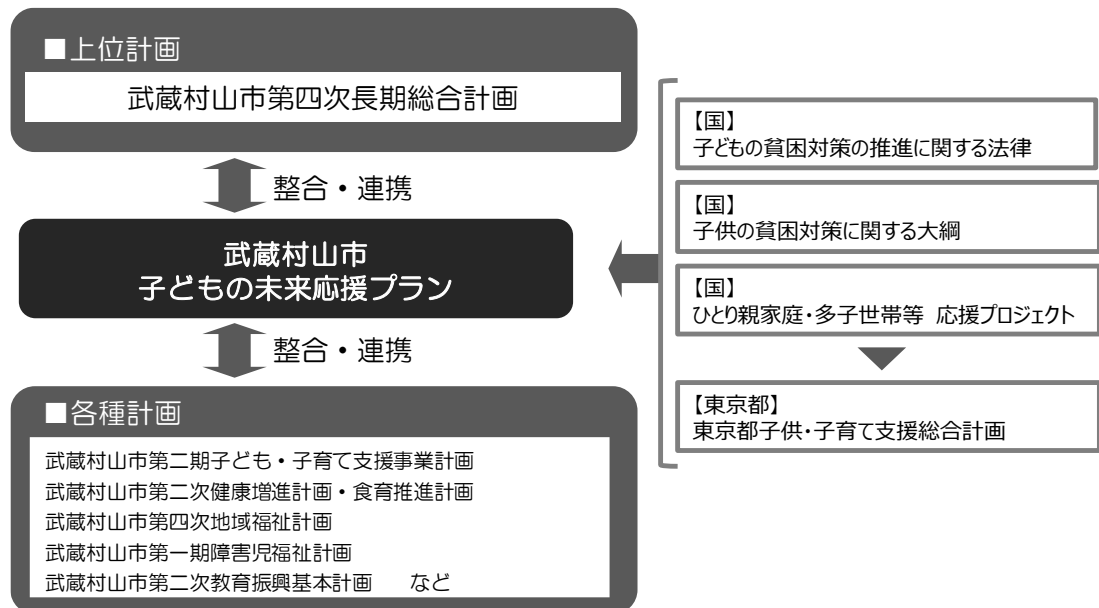 ■上位計画
武蔵村山市第四次長期総合計画
整合・連携
武蔵村山市
子どもの未来応援プラン
整合・連携
■各種計画
武蔵村山市第二期子ども・子育て支援事業計画
武蔵村山市第二次健康増進計画・食育推進計画
武蔵村山市第四次地域福祉計画
武蔵村山市第一期障害児福祉計画
武蔵村山市第二次教育振興基本計画　など
【国】
子どもの貧困対策の推進に関する法律
【国】
子供の貧困対策に関する大綱
【国】
ひとり親家庭・多子世帯等 応援プロジェクト
【東京都】
東京都子供・子育て支援総合計画